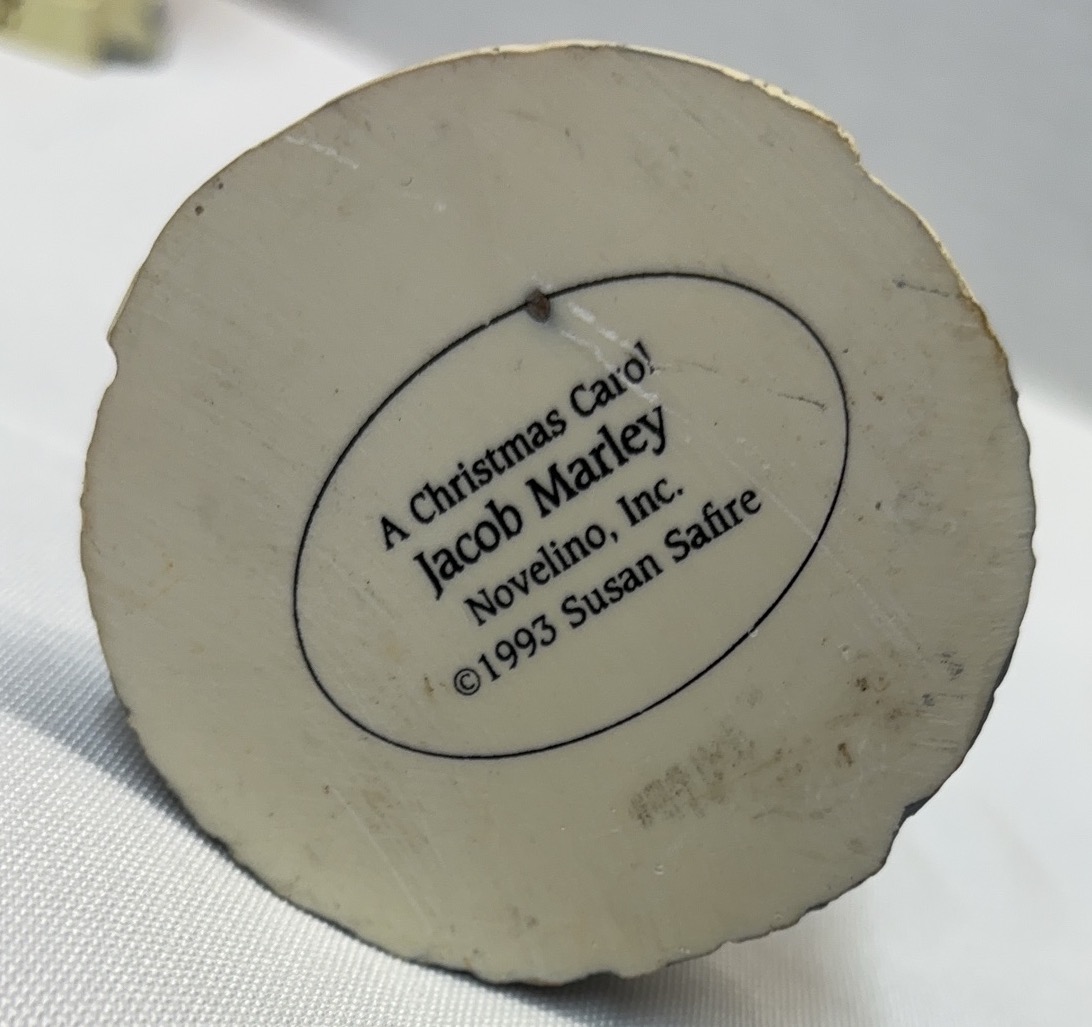 A Christmas Carol
Jacob Marley
Novelino, Inc.
©1993 Susan Safire